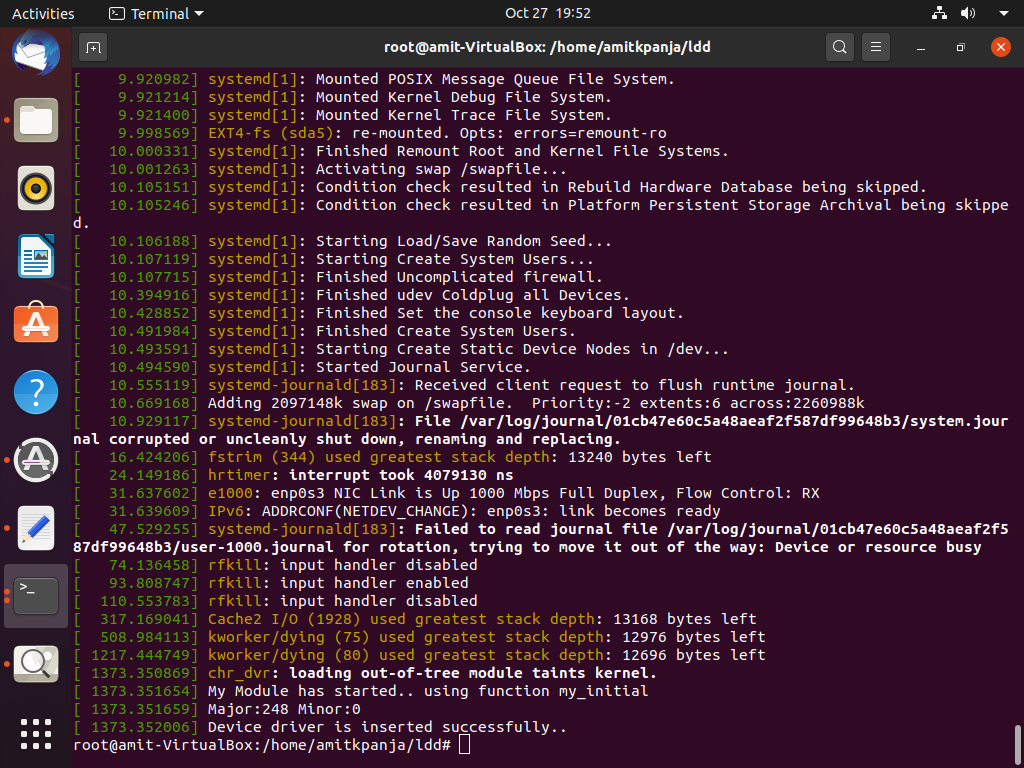 Activities Terminal Oct 27 19:52
root@amit-VirtualBox: /home/amitkpanja/ldd
[    9.920982] systemd[1]: Mounted POSIX Message Queue File System.
[    9.921214] systemd[1]: Mounted Kernel Debug File System.
[    9.921400] systemd[1]: Mounted Kernel Trace File System.
[    9.998569] EXT4-fs (sda5): re-mounted. Opts: errors=remount-ro
[   10.000331] systemd[1]: Finished Remount Root and Kernel File Systems.
[   10.001263] systemd[1]: Activating swap /swapfile...
[   10.105151] systemd[1]: Condition check resulted in Rebuild Hardware Database being skipped.
[   10.105246] systemd[1]: Condition check resulted in Platform Persistent Storage Archival being skippe
d.
[   10.106188] systemd[1]: Starting Load/Save Random Seed...
[   10.107119] systemd[1]: Starting Create System Users...
[   10.107715] systemd[1]: Finished Uncomplicated firewall.
[   10.394916] systemd[1]: Finished udev Coldplug all Devices.
[   10.428852] systemd[1]: Finished Set the console keyboard layout.
[   10.491984] systemd[1]: Finished Create System Users.
[   10.493591] systemd[1]: Starting Create Static Device Nodes in /dev...
[   10.494590] systemd[1]: Started Journal Service.
[   10.555119] systemd-journald[183]: Received client request to flush runtime journal.
[   10.669168] Adding 2097148k swap on /swapfile.  Priority:-2 extents:6 across:2260988k
[   10.929117] systemd-journald[183]: File /var/log/journal/01cb47e60c5a48aeaf2f587df99648b3/system.jour
nal corrupted or uncleanly shut down, renaming and replacing.
[   16.424206] fstrim (344) used greatest stack depth: 13240 bytes left
[   24.149186] hrtimer: interrupt took 4079130 ns
[   31.637602] e1000: enp0s3 NIC Link is Up 1000 Mbps Full Duplex, Flow Control: RX
[   31.639609] IPv6: ADDRCONF(NETDEV_CHANGE): enp0s3: link becomes ready
[   47.529255] systemd-journald[183]: Failed to read journal file /var/log/journal/01cb47e60c5a48aeaf2f5
87df99648b3/user-1000.journal for rotation, trying to move it out of the way: Device or resource busy
[   74.136458] rfkill: input handler disabled
[   93.808747] rfkill: input handler enabled
[  110.553783] rfkill: input handler disabled
[  317.169041] Cache2 I/O (1928) used greatest stack depth: 13168 bytes left
[  508.984113] kworker/dying (75) used greatest stack depth: 12976 bytes left
[ 1217.444749] kworker/dying (80) used greatest stack depth: 12696 bytes left
[ 1373.350869] chr_dvr: loading out-of-tree module taints kernel.
[ 1373.351654] My Module has started.. using function my_initial
[ 1373.351659] Major:248 Minor:0
[ 1373.352006] Device driver is inserted successfully..
root@amit-VirtualBox:/home/amitkpanja/ldd#